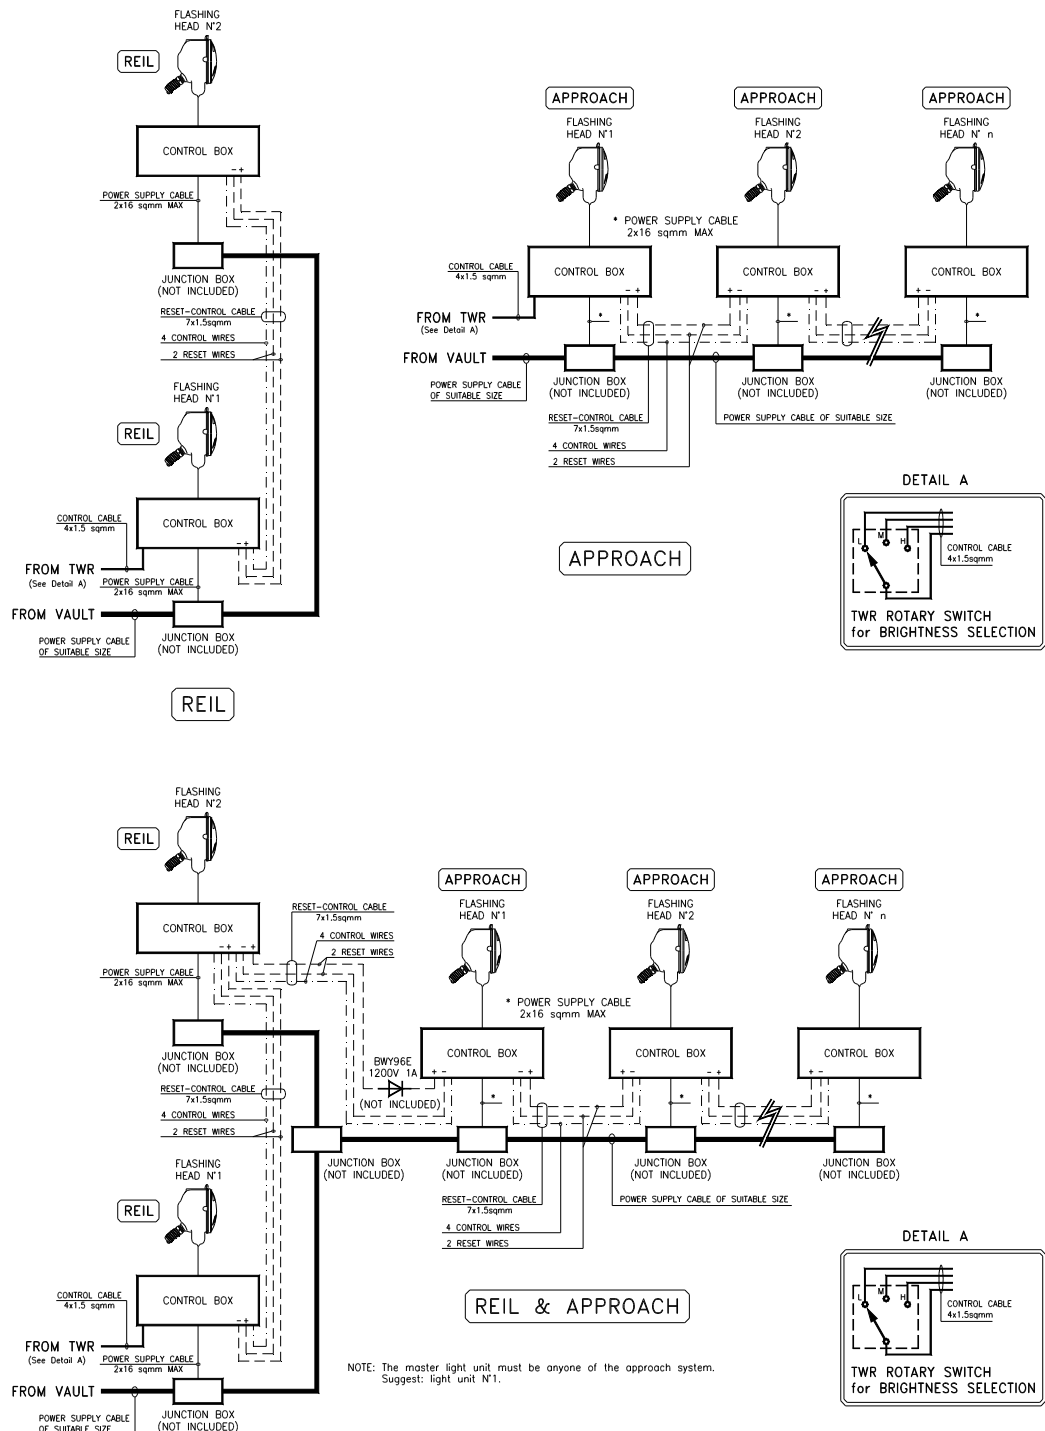 FLASHING
HEAD N°2
REIL
CONTROL BOX
- +
POWER SUPPLY CABLE
2x16 sqmm MAX
JUNCTION BOX
(NOT INCLUDED)
RESET-CONTROL CABLE
7x1.5sqmm
4 CONTROL WIRES
2 RESET WIRES
FLASHING
HEAD N°1
REIL
CONTROL BOX
- +
CONTROL CABLE
4x1.5 sqmm
FROM TWR
(See Detail A)
POWER SUPPLY CABLE
2x16 sqmm MAX
FROM VAULT
JUNCTION BOX
(NOT INCLUDED)
POWER SUPPLY CABLE
OF SUITABLE SIZE
REIL
APPROACH
APPROACH
APPROACH
FLASHING
HEAD N°1
FLASHING
HEAD N°2
FLASHING
HEAD N° n
* POWER SUPPLY CABLE
2x16 sqmm MAX
CONTROL BOX
CONTROL BOX
CONTROL BOX
- +
+ -
- +
+ -
CONTROL CABLE
4x1.5 sqmm
FROM TWR
(See Detail A)
*
*
FROM VAULT
JUNCTION BOX
(NOT INCLUDED)
JUNCTION BOX
(NOT INCLUDED)
JUNCTION BOX
(NOT INCLUDED)
POWER SUPPLY CABLE
OF SUITABLE SIZE
RESET-CONTROL CABLE
7x1.5sqmm
POWER SUPPLY CABLE OF SUITABLE SIZE
4 CONTROL WIRES
2 RESET WIRES
APPROACH
DETAIL A
L M H
CONTROL CABLE
4x1.5sqmm
TWR ROTARY SWITCH
for BRIGHTNESS SELECTION
FLASHING
HEAD N°2
REIL
CONTROL BOX
- + - +
POWER SUPPLY CABLE
2x16 sqmm MAX
JUNCTION BOX
(NOT INCLUDED)
RESET-CONTROL CABLE
7x1.5sqmm
4 CONTROL WIRES
2 RESET WIRES
RESET-CONTROL CABLE
7x1.5sqmm
4 CONTROL WIRES
2 RESET WIRES
FLASHING
HEAD N°1
REIL
CONTROL BOX
- +
CONTROL CABLE
4x1.5 sqmm
FROM TWR
(See Detail A)
POWER SUPPLY CABLE
2x16 sqmm MAX
FROM VAULT
JUNCTION BOX
(NOT INCLUDED)
POWER SUPPLY CABLE
OF SUITABLE SIZE
APPROACH
APPROACH
APPROACH
FLASHING
HEAD N°1
FLASHING
HEAD N°2
FLASHING
HEAD N° n
* POWER SUPPLY CABLE
2x16 sqmm MAX
CONTROL BOX
CONTROL BOX
CONTROL BOX
+ -
- +
+ -
- +
+ -
BWY96E
1200V 1A
(NOT INCLUDED)
*
*
JUNCTION BOX
(NOT INCLUDED)
JUNCTION BOX
(NOT INCLUDED)
JUNCTION BOX
(NOT INCLUDED)
JUNCTION BOX
(NOT INCLUDED)
RESET-CONTROL CABLE
7x1.5sqmm
POWER SUPPLY CABLE OF SUITABLE SIZE
4 CONTROL WIRES
2 RESET WIRES
REIL & APPROACH
NOTE: The master light unit must be anyone of the approach system.
Suggest: light unit N°1.
DETAIL A
L M H
CONTROL CABLE
4x1.5sqmm
TWR ROTARY SWITCH
for BRIGHTNESS SELECTION